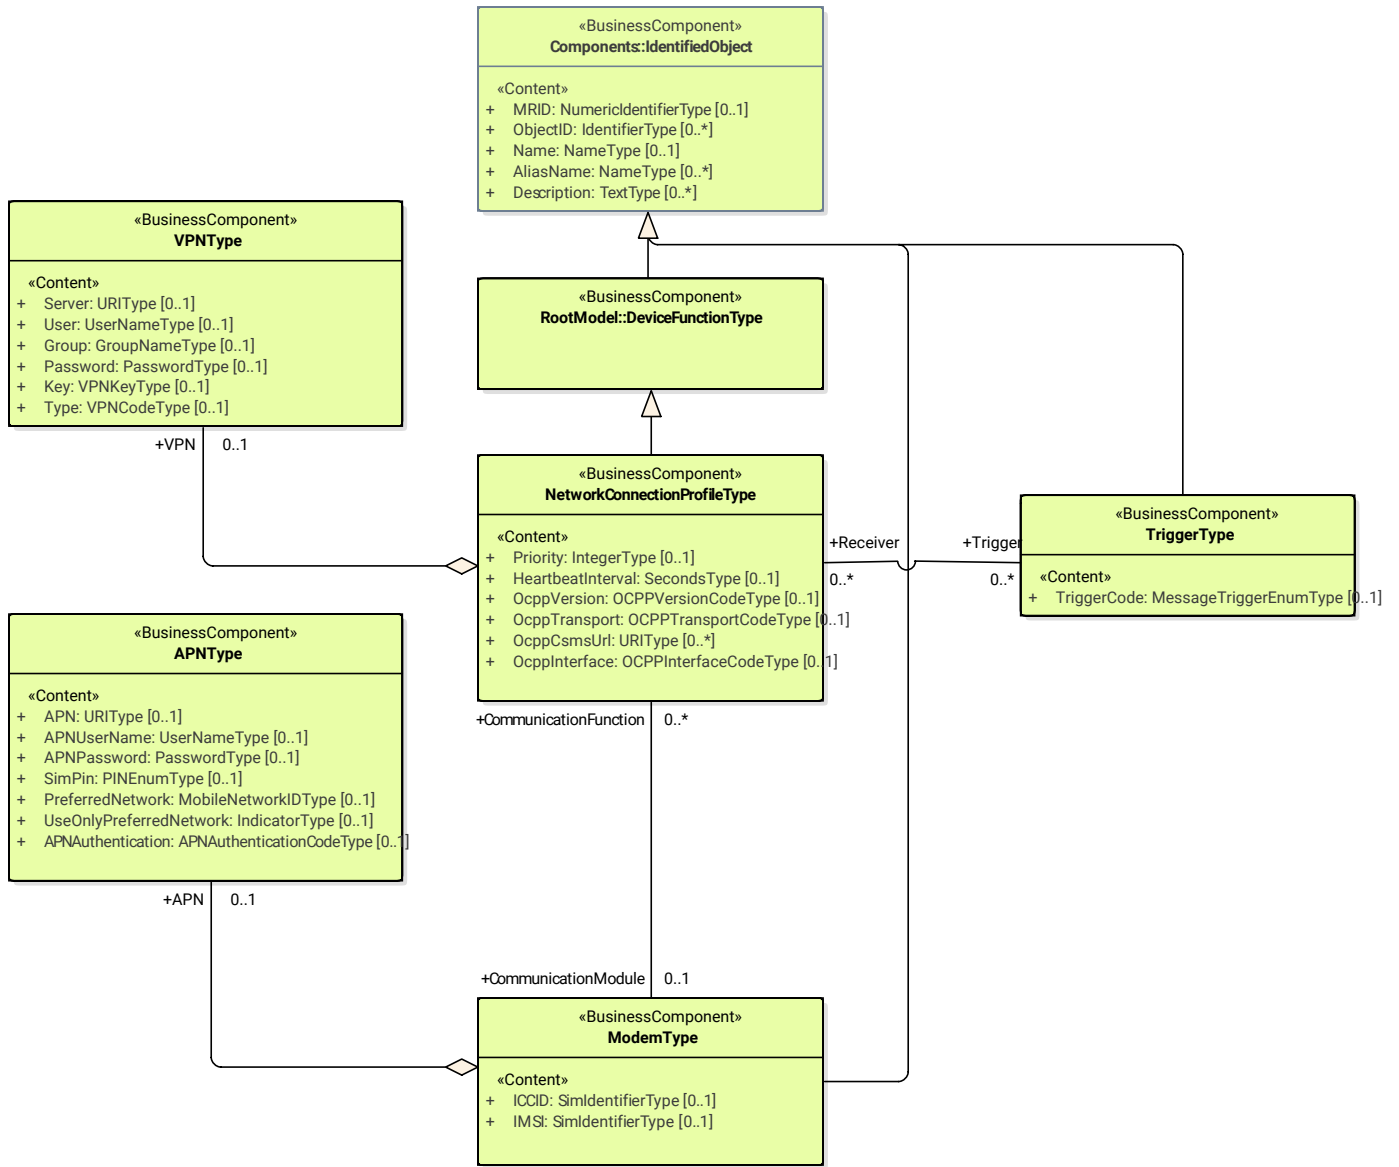 «BusinessComponent»
Components::IdentifiedObject
«Content»
+ MRID: NumericIdentifierType [0..1]
+ ObjectID: IdentifierType [0..*]
+ Name: NameType [0..1]
+ AliasName: NameType [0..*]
+ Description: TextType [0..*]
«BusinessComponent»
VPNType
«Content»
+ Server: URIType [0..1]
+ User: UserNameType [0..1]
+ Group: GroupNameType [0..1]
+ Password: PasswordType [0..1]
+ Key: VPNKeyType [0..1]
+ Type: VPNCodeType [0..1]
+VPN 0..1
«BusinessComponent»
RootModel::DeviceFunctionType
«BusinessComponent»
NetworkConnectionProfileType
«Content»
+ Priority: IntegerType [0..1]
+ HeartbeatInterval: SecondsType [0..1]
+ OcppVersion: OCPPVersionCodeType [0..1]
+ OcppTransport: OCPPTransportCodeType [0..1]
+ OcppCsmsUrl: URIType [0..*]
+ OcppInterface: OCPPInterfaceCodeType [0..1]
+Receiver +Trigger
0..* 0..*
«BusinessComponent»
TriggerType
«Content»
+ TriggerCode: MessageTriggerEnumType [0..1]
«BusinessComponent»
APNType
«Content»
+ APN: URIType [0..1]
+ APNUserName: UserNameType [0..1]
+ APNPassword: PasswordType [0..1]
+ SimPin: PINEnumType [0..1]
+ PreferredNetwork: MobileNetworkIDType [0..1]
+ UseOnlyPreferredNetwork: IndicatorType [0..1]
+ APNAuthentication: APNAuthenticationCodeType [0..1]
+APN 0..1
+CommunicationFunction 0..*
+CommunicationModule 0..1
«BusinessComponent»
ModemType
«Content»
+ ICCID: SimIdentifierType [0..1]
+ IMSI: SimIdentifierType [0..1]